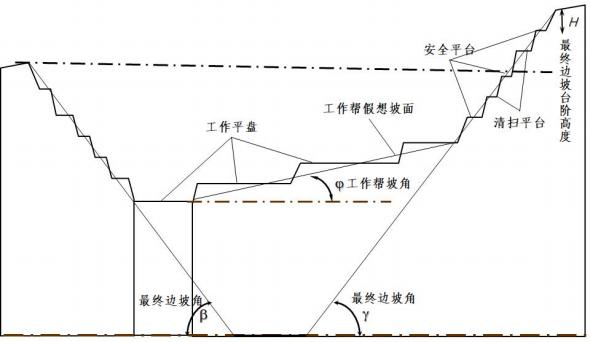 H
最终边坡台阶高度
安全平台
清扫平台
工作帮假想坡面
工作平盘
φ工作帮坡角
最终边坡角
β
最终边坡角
γ